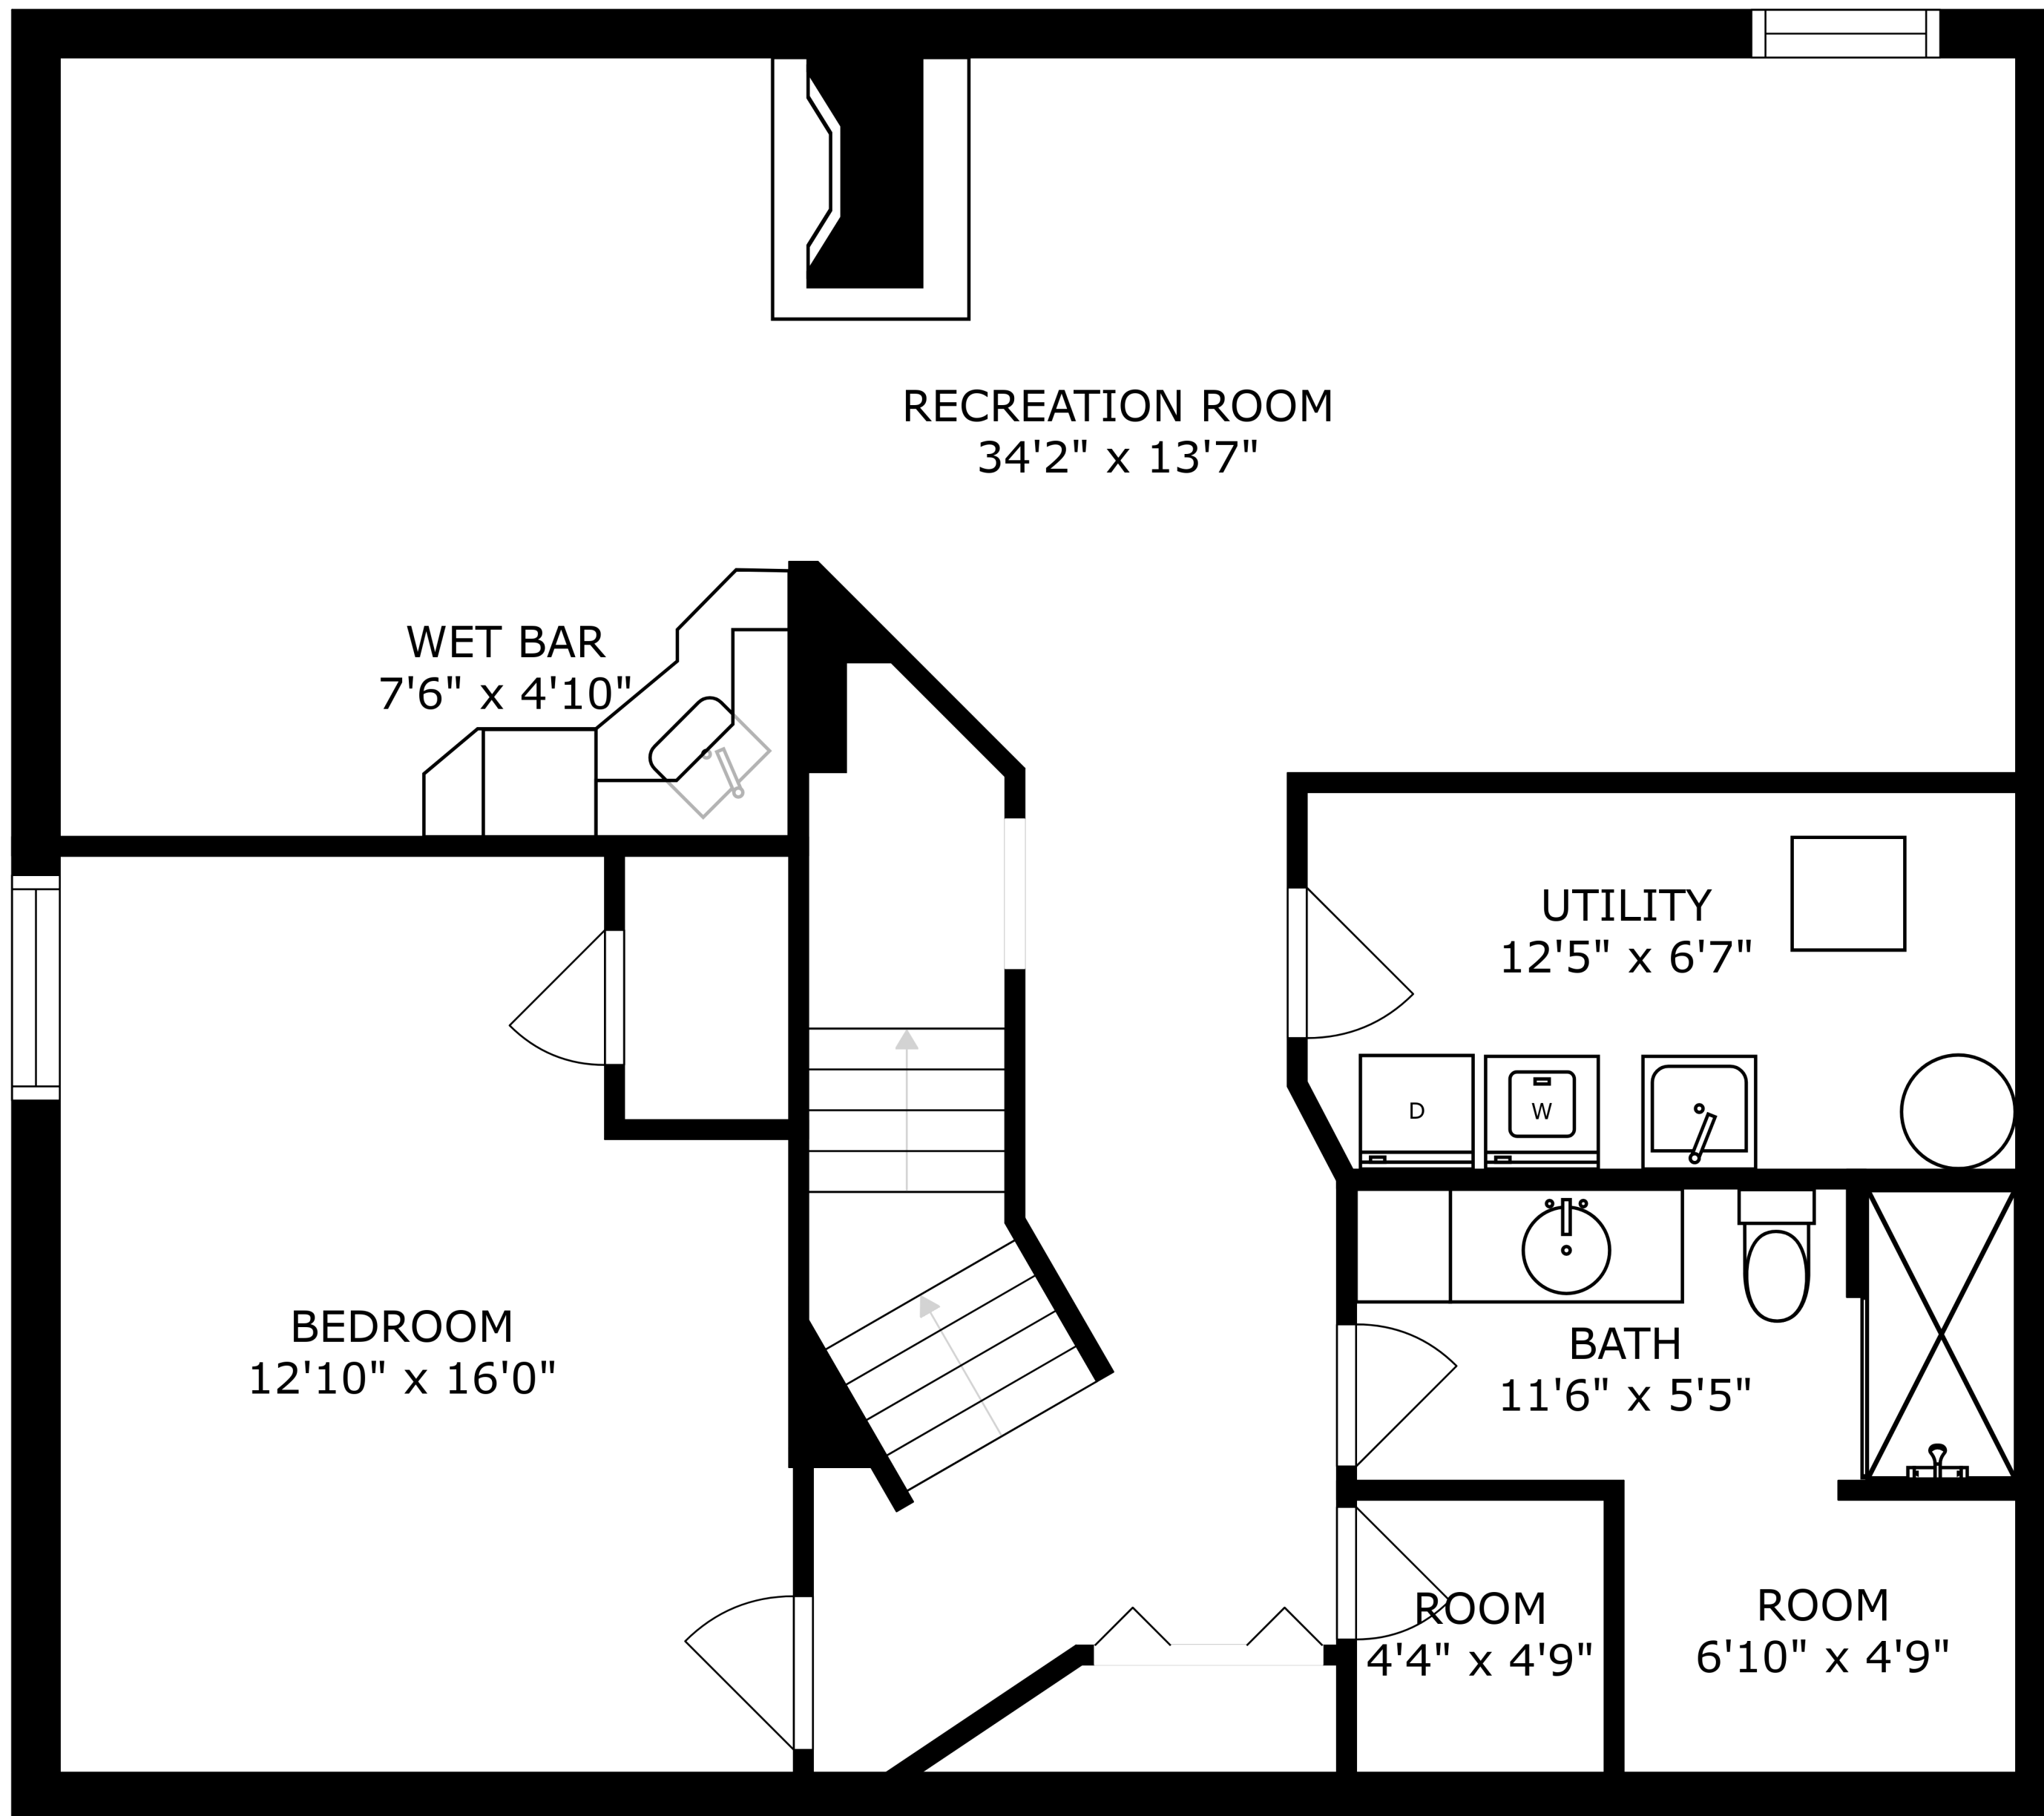 RECREATION ROOM
34'2" x 13'7"
WET BAR
7'6" x 4'10"
UTILITY
12'5" x 6'7"
D
W
BEDROOM
12'10" x 16'0"
BATH
11'6" x 5'5"
ROOM
4'4" x 4'9"
ROOM
6'10" x 4'9"